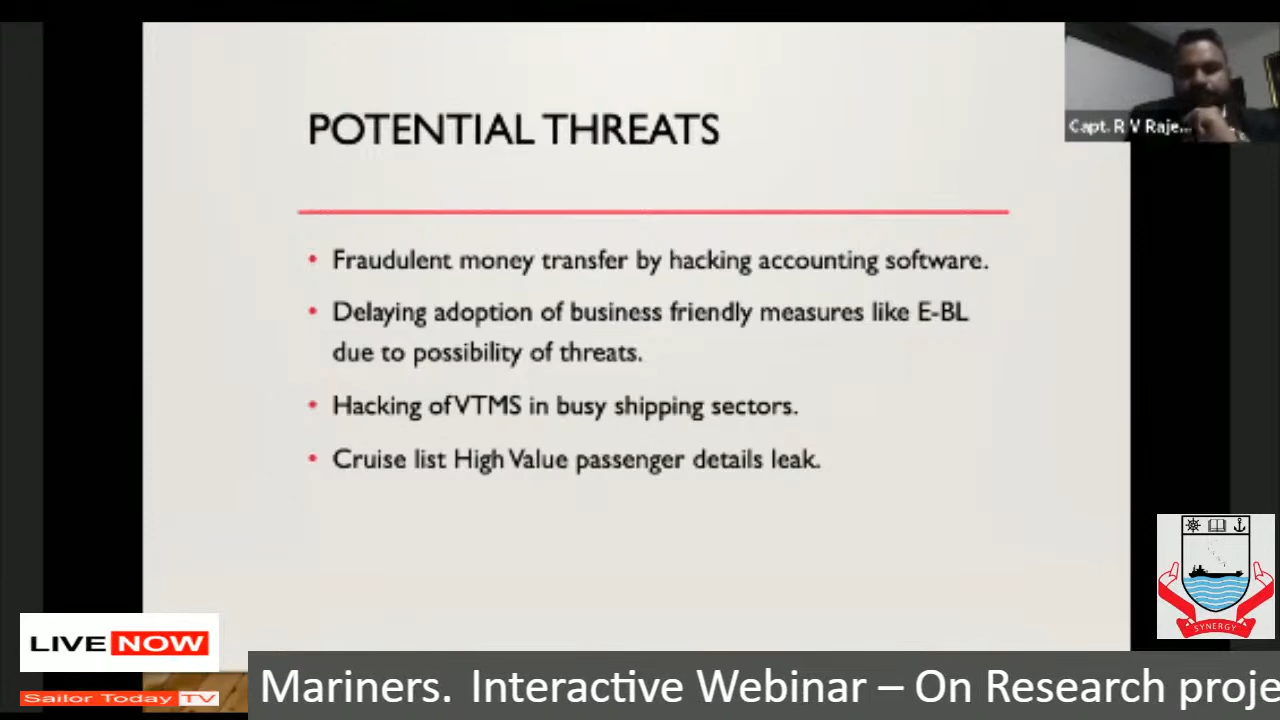 POTENTIAL THREATS
Capt. R V Raje...
• Fraudulent money transfer by hacking accounting software.
• Delaying adoption of business friendly measures like E-BL
due to possibility of threats.
• Hacking of VTMS in busy shipping sectors.
• Cruise list High Value passenger details leak.
SYNERGY
LIVE NOW
Sailor Today TV
Mariners. Interactive Webinar – On Research proje